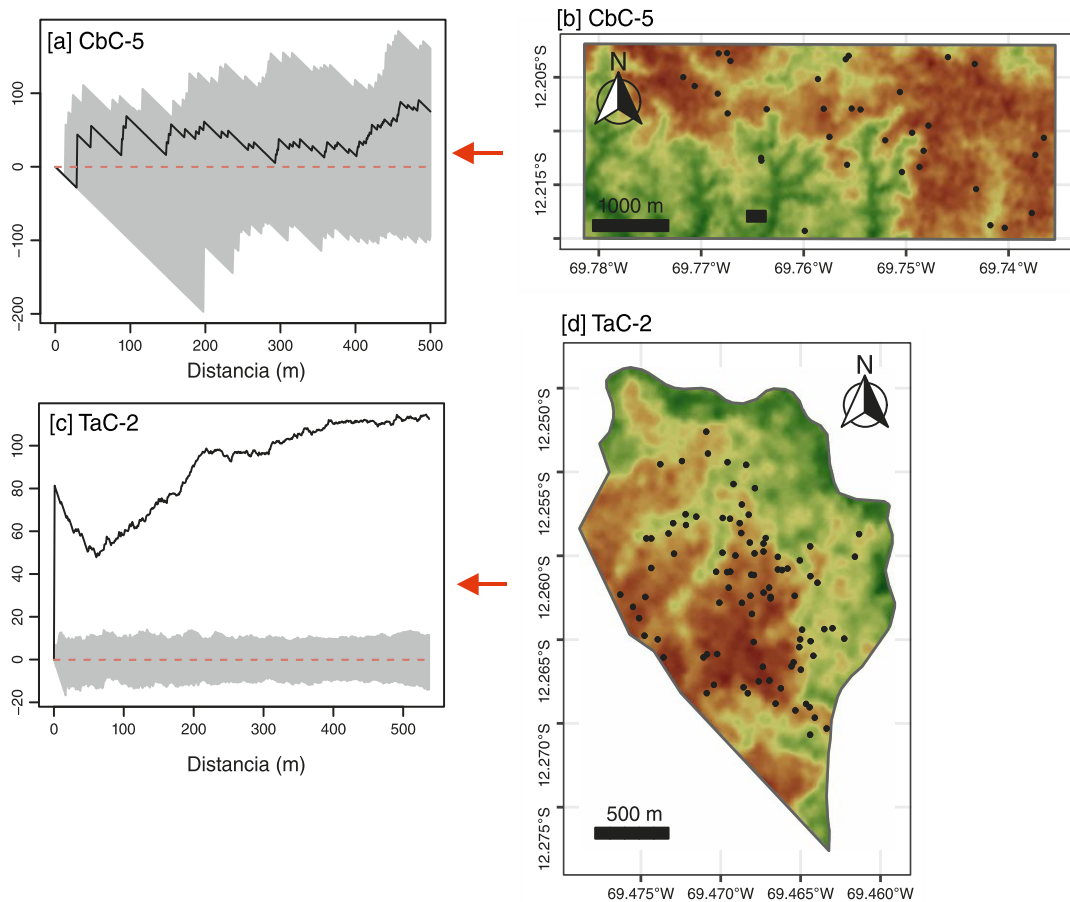 [a] CbC-5
100
0
−100
−200
0 100 200 300 400 500
Distancia (m)
[b] CbC-5
N
12.205°S
12.215°S
1000 m
69.78°W 69.77°W 69.76°W 69.75°W 69.74°W
[c] TaC-2
100
80
60
40
20
0
−20
0 100 200 300 400 500
Distancia (m)
[d] TaC-2
N
12.250°S
12.255°S
12.260°S
12.265°S
12.270°S
12.275°S
500 m
69.475°W 69.470°W 69.465°W 69.460°W